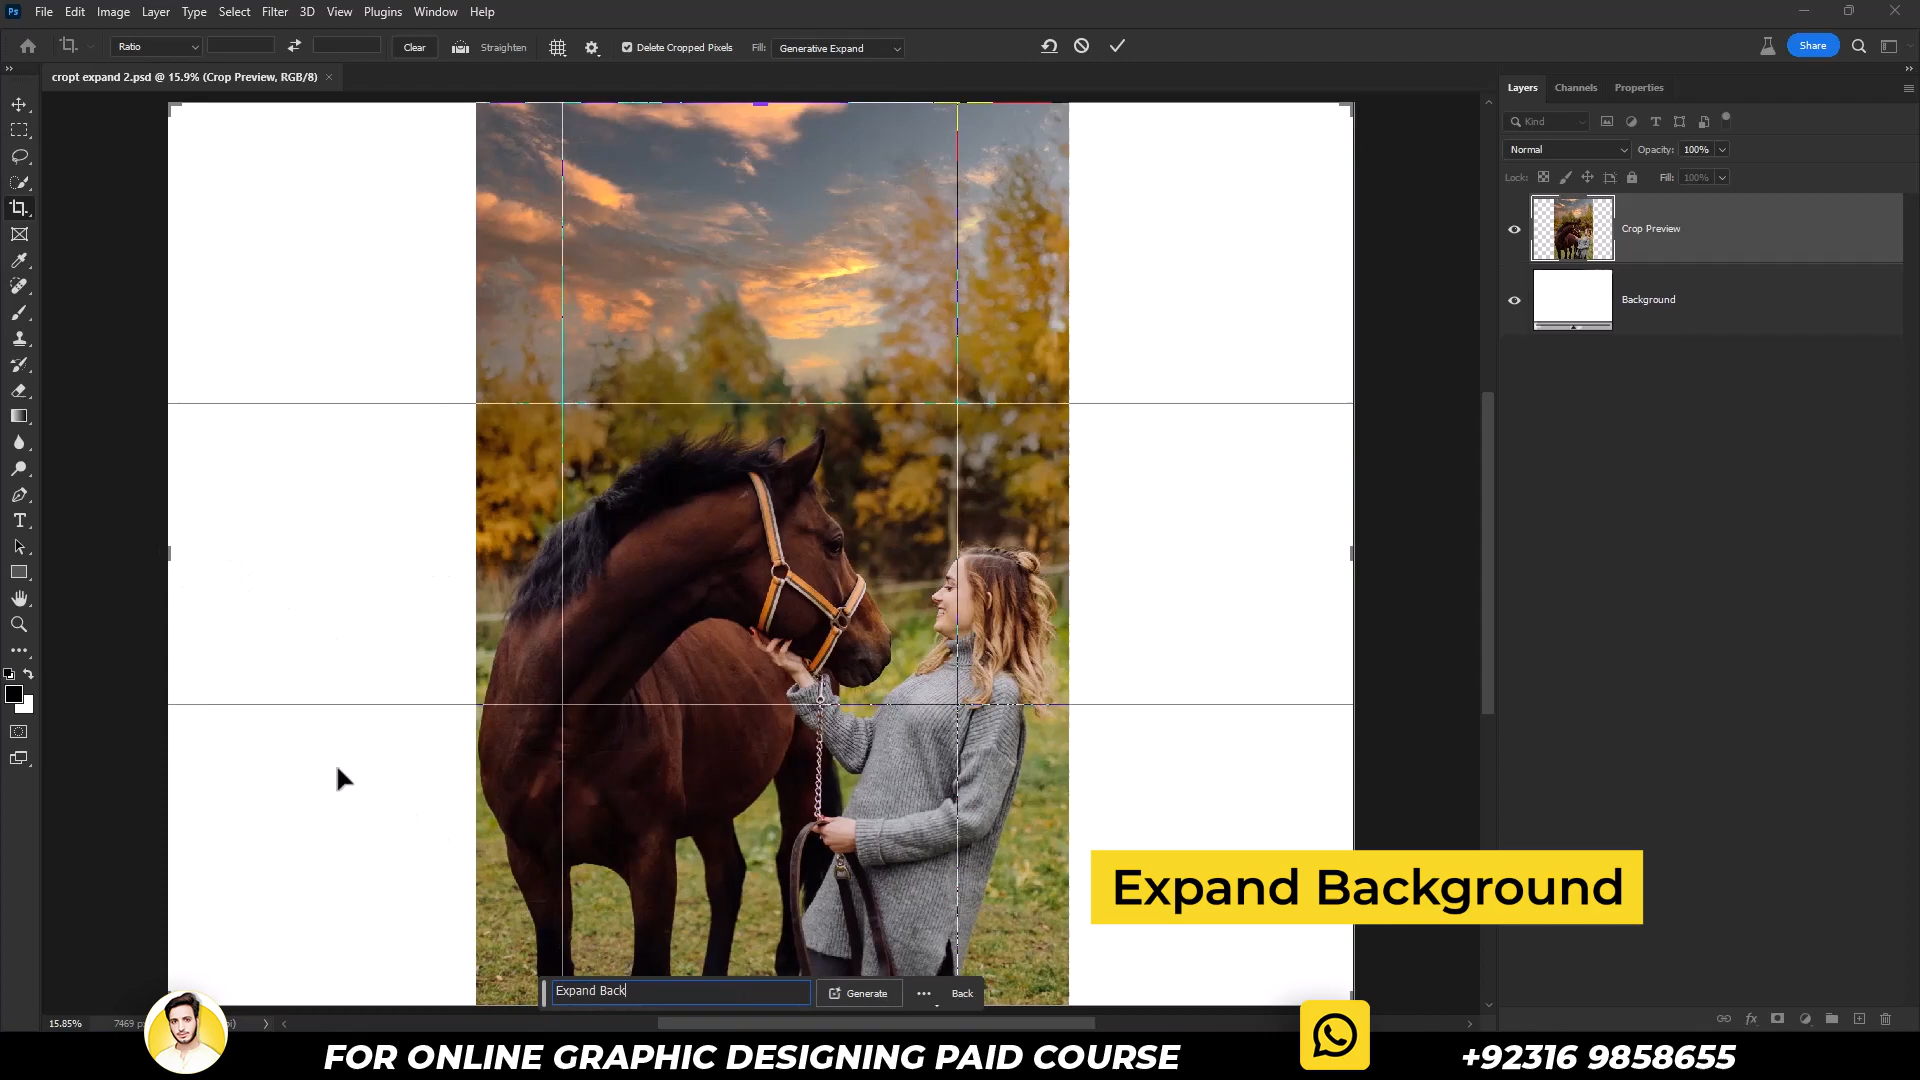 Ps File Edit Image Layer Type Select Filter 3D View Plugins Window Help
Ratio Clear Straighten Delete Cropped Pixels Fill: Generative Expand Share
cropt expand 2.psd @ 15.9% (Crop Preview, RGB/8)
Layers Channels Properties
Kind
Normal Opacity: 100%
Lock: Fill: 100%
Crop Preview
Background
Expand Background
Expand Back Generate Back
15.85% 7469
FOR ONLINE GRAPHIC DESIGNING PAID COURSE +92316 9858655